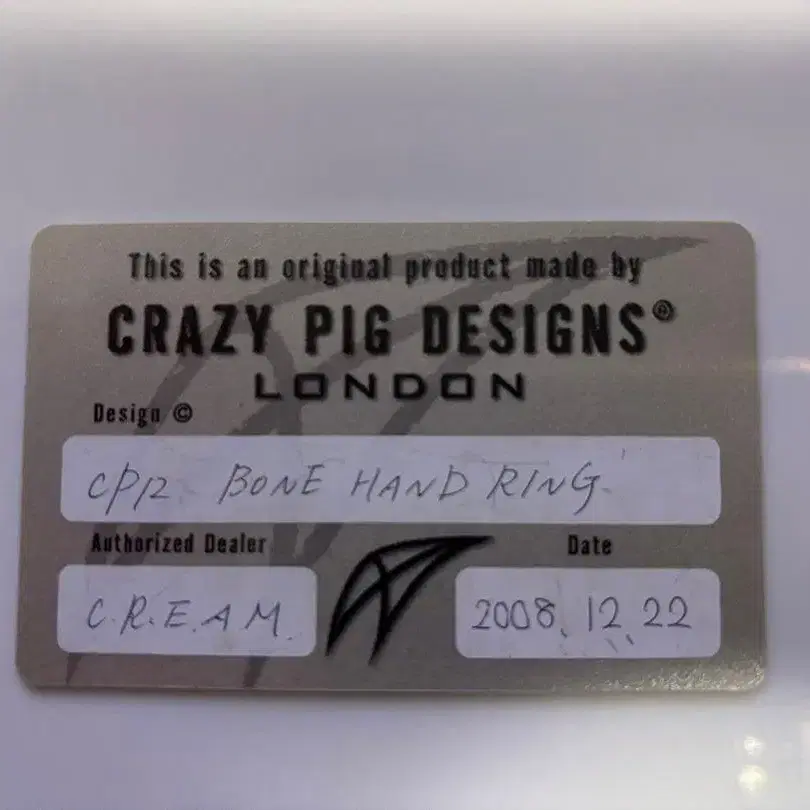 This is an original product made by
CRAZY PIG DESIGNS®
LONDON
Design ©
CP12 BONE HAND RING
Authorized Dealer
Date
C.R.E.A.M.
2008.12.22